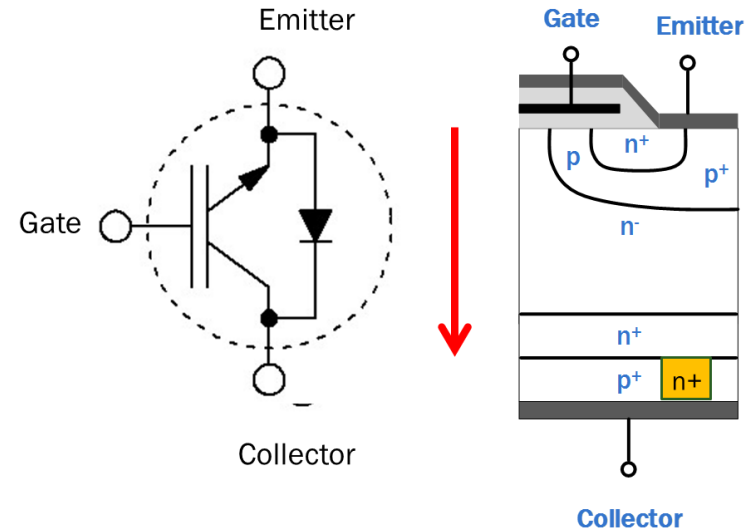 Emitter
Gate
Collector
Gate
Emitter
p
n⁺
p⁺
n⁻
n⁺
p⁺
n+
Collector